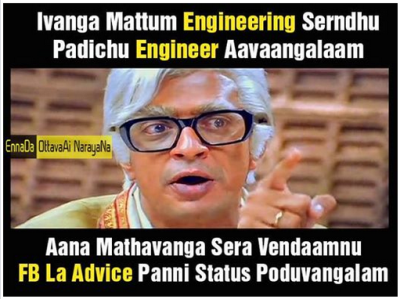 Ivanga Mattum Engineering Serndhu
Padichu Engineer Aavaangalaam
EnnaDa OttavaAi NarayaNa
Aana Mathavanga Sera Vendaamnu
FB La Advice Panni Status Poduvangalam